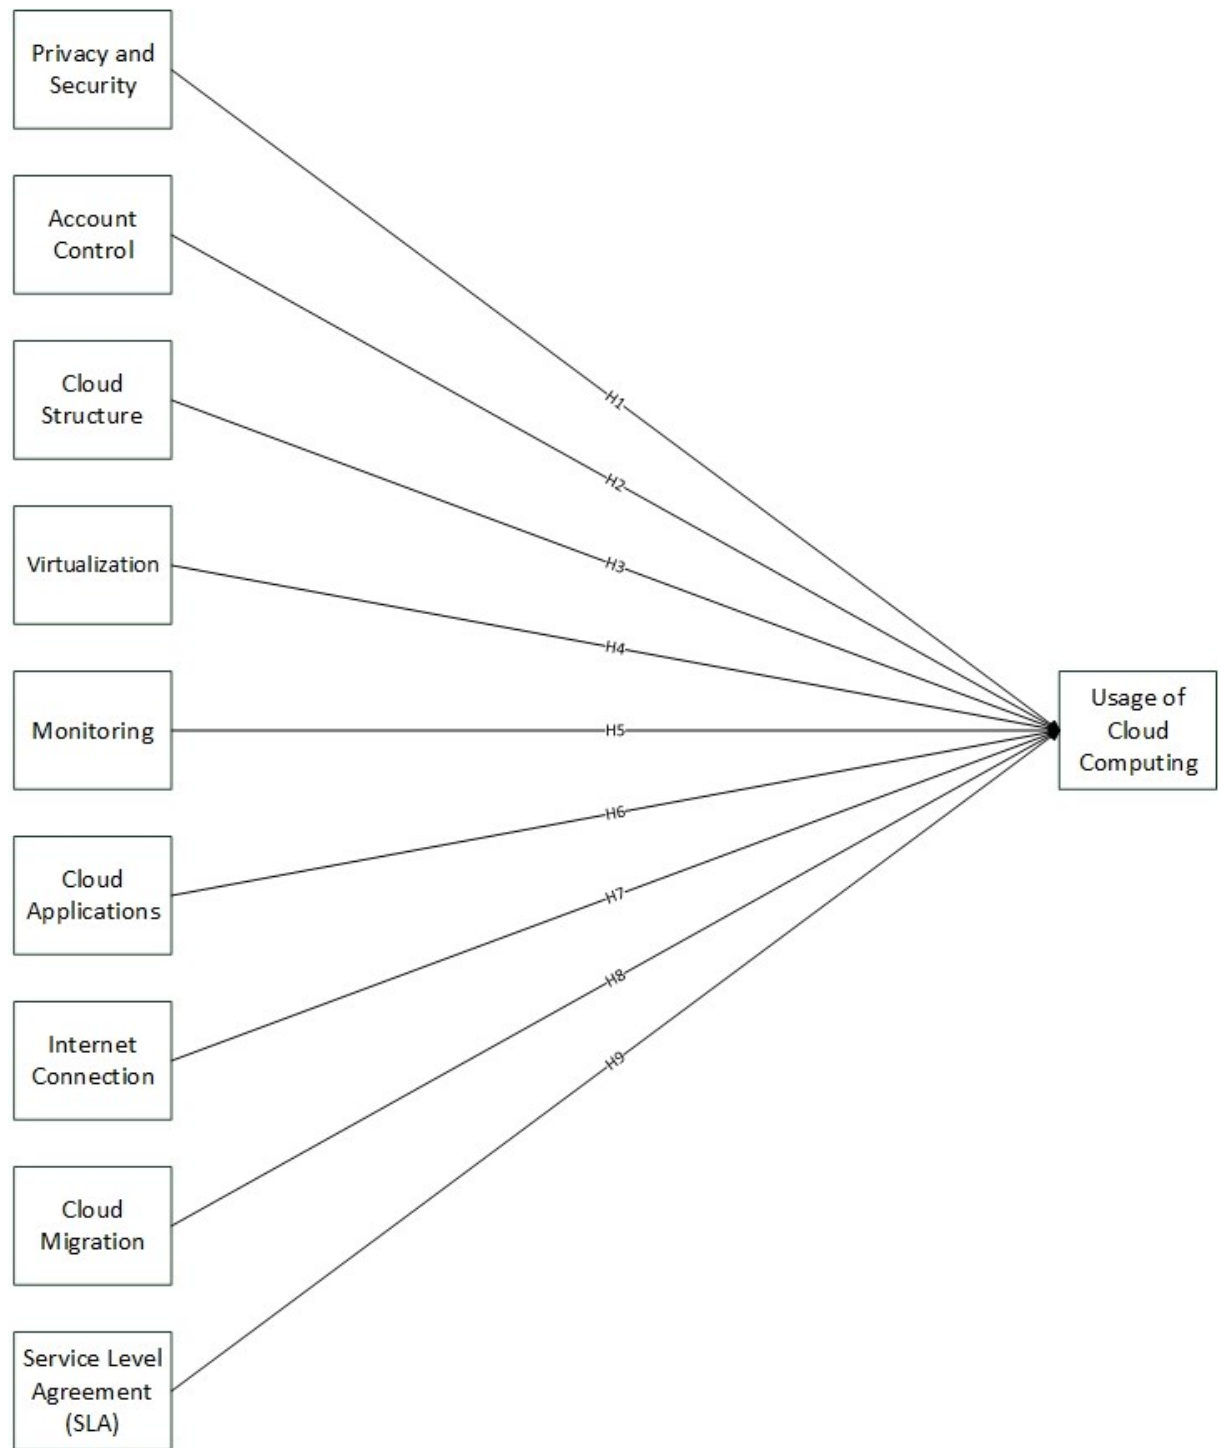 Privacy and
Security
Account
Control
Cloud
Structure
Virtualization
Monitoring
Cloud
Applications
Internet
Connection
Cloud
Migration
Service Level
Agreement
(SLA)
H1
H2
H3
H4
H5
H6
H7
H8
H9
Usage of
Cloud
Computing